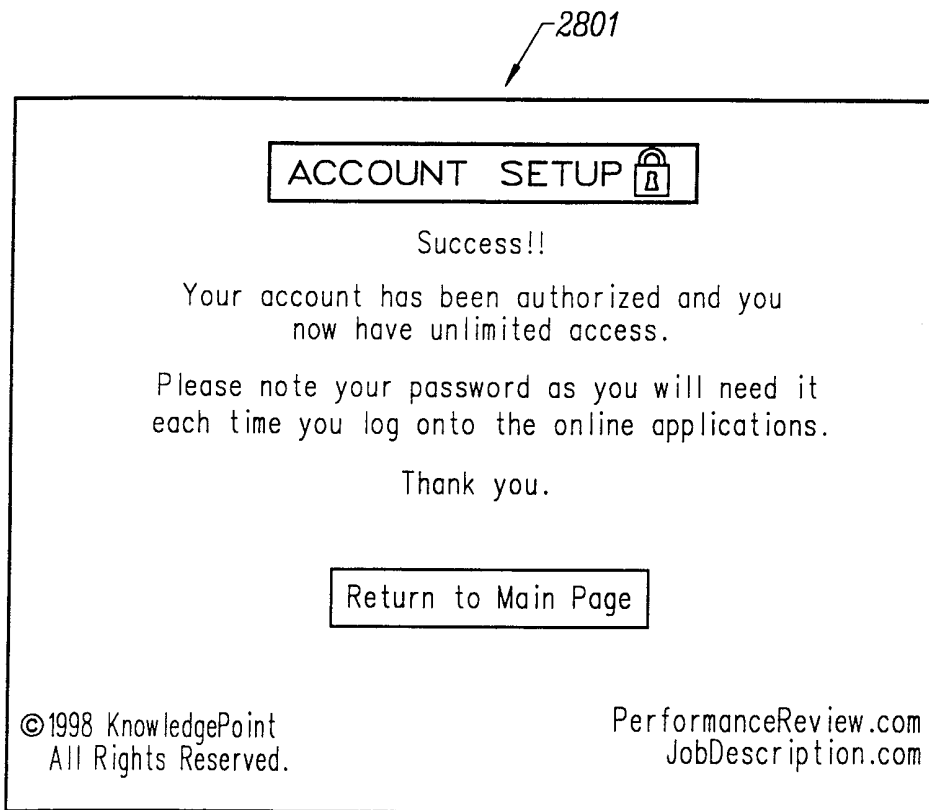 2801
ACCOUNT SETUP
Success!!
Your account has been authorized and you
now have unlimited access.
Please note your password as you will need it
each time you log onto the online applications.
Thank you.
Return to Main Page
©1998 KnowledgePoint
All Rights Reserved.
PerformanceReview.com
JobDescription.com